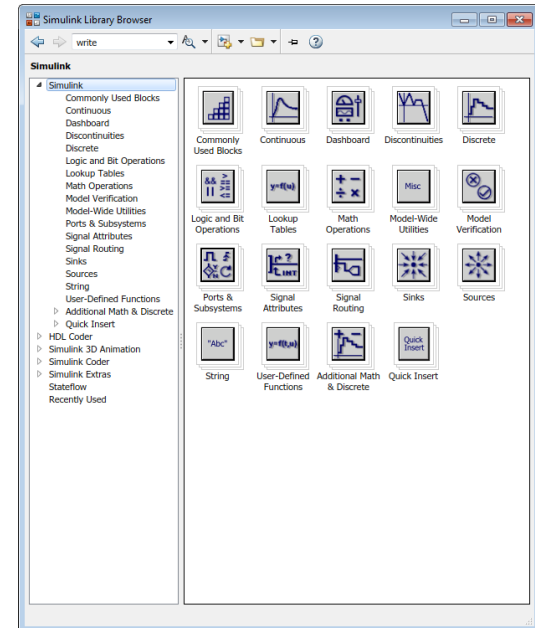 Simulink Library Browser
write
Simulink
Simulink
Commonly Used Blocks
Continuous
Dashboard
Discontinuities
Discrete
Logic and Bit Operations
Lookup Tables
Math Operations
Model Verification
Model-Wide Utilities
Ports & Subsystems
Signal Attributes
Signal Routing
Sinks
Sources
String
User-Defined Functions
Additional Math & Discrete
Quick Insert
HDL Coder
Simulink 3D Animation
Simulink Coder
Simulink Extras
Stateflow
Recently Used
Commonly
Used Blocks
Continuous
Dashboard
Discontinuities
Discrete
&& > == || <=
Logic and Bit
Operations
y=f(u)
Lookup
Tables
+ - ÷ ×
Math
Operations
Misc
Model-Wide
Utilities
Model
Verification
Ports &
Subsystems
? INT
Signal
Attributes
Signal
Routing
Sinks
Sources
"Abc"
String
y=f(t,u)
User-Defined
Functions
Additional Math
& Discrete
Quick
Insert
Quick Insert